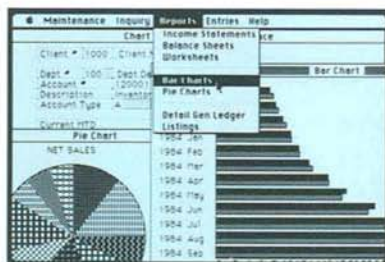 Maintenance Inquiry Reports Entries Help
Chart
Income Statements
Balance Sheets
Worksheets
Bar Charts
Pie Charts
Detail Gen Ledger
Listings
Client # 1000 Client
Dept # 100 Dept De
Account # (2000)
Description Inventor
Account Type A
Current MTD
Bar Chart
Pie Chart
NET SALES
1984 Jan
1984 Feb
1984 Mar
1984 Apr
1984 May
1984 Jun
1984 Jul
1984 Aug
1984 Sep